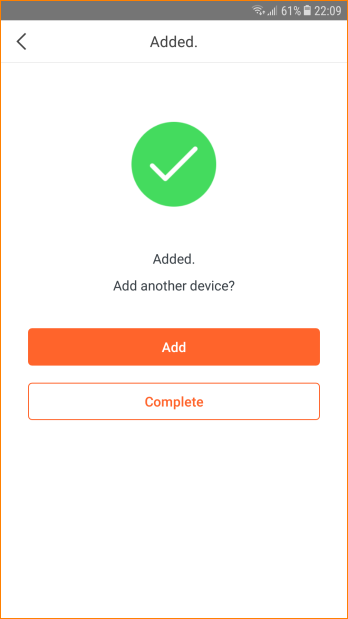 61% 22:09
Added.
Added.
Add another device?
Add
Complete